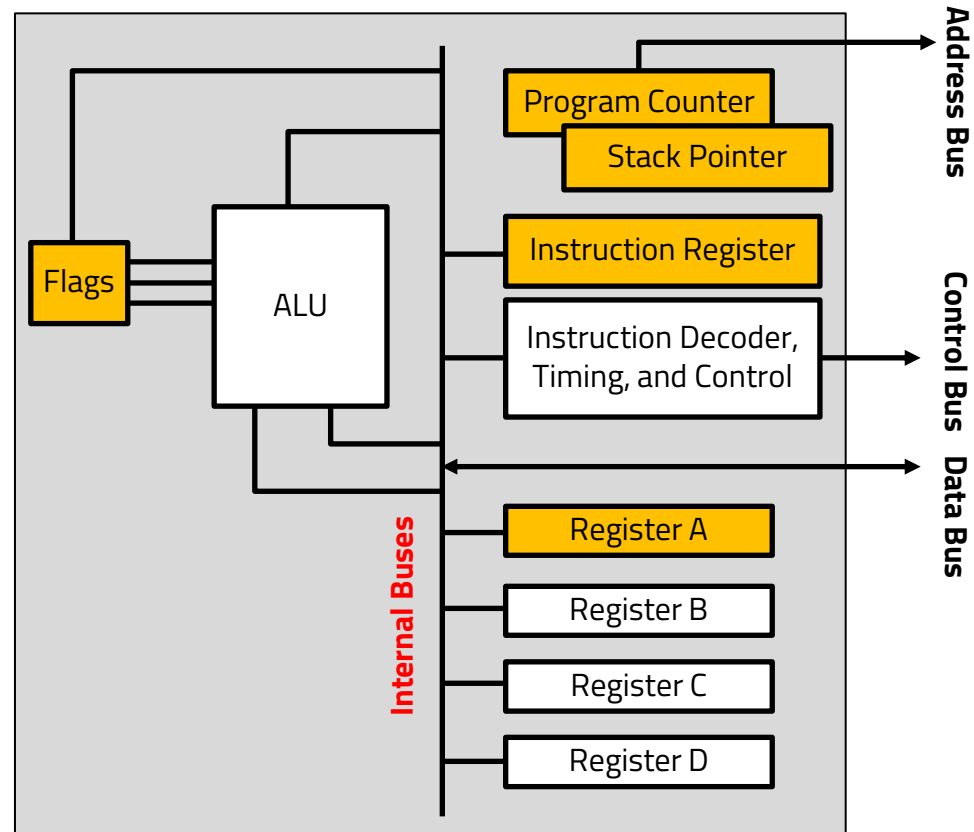 Program Counter
Stack Pointer
Address Bus
Instruction Register
Flags
ALU
Instruction Decoder,
Timing, and Control
Control Bus
Data Bus
Internal Buses
Register A
Register B
Register C
Register D